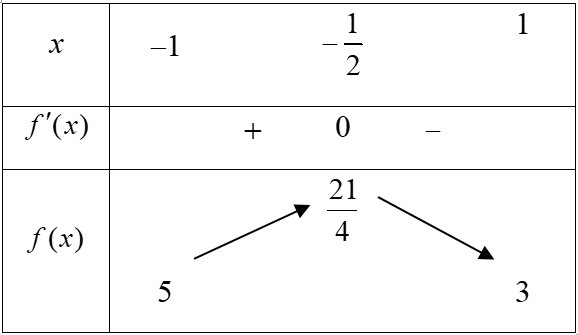 x –1 –1/2 1
f′(x) + 0 –
f(x) 5 21/4 3